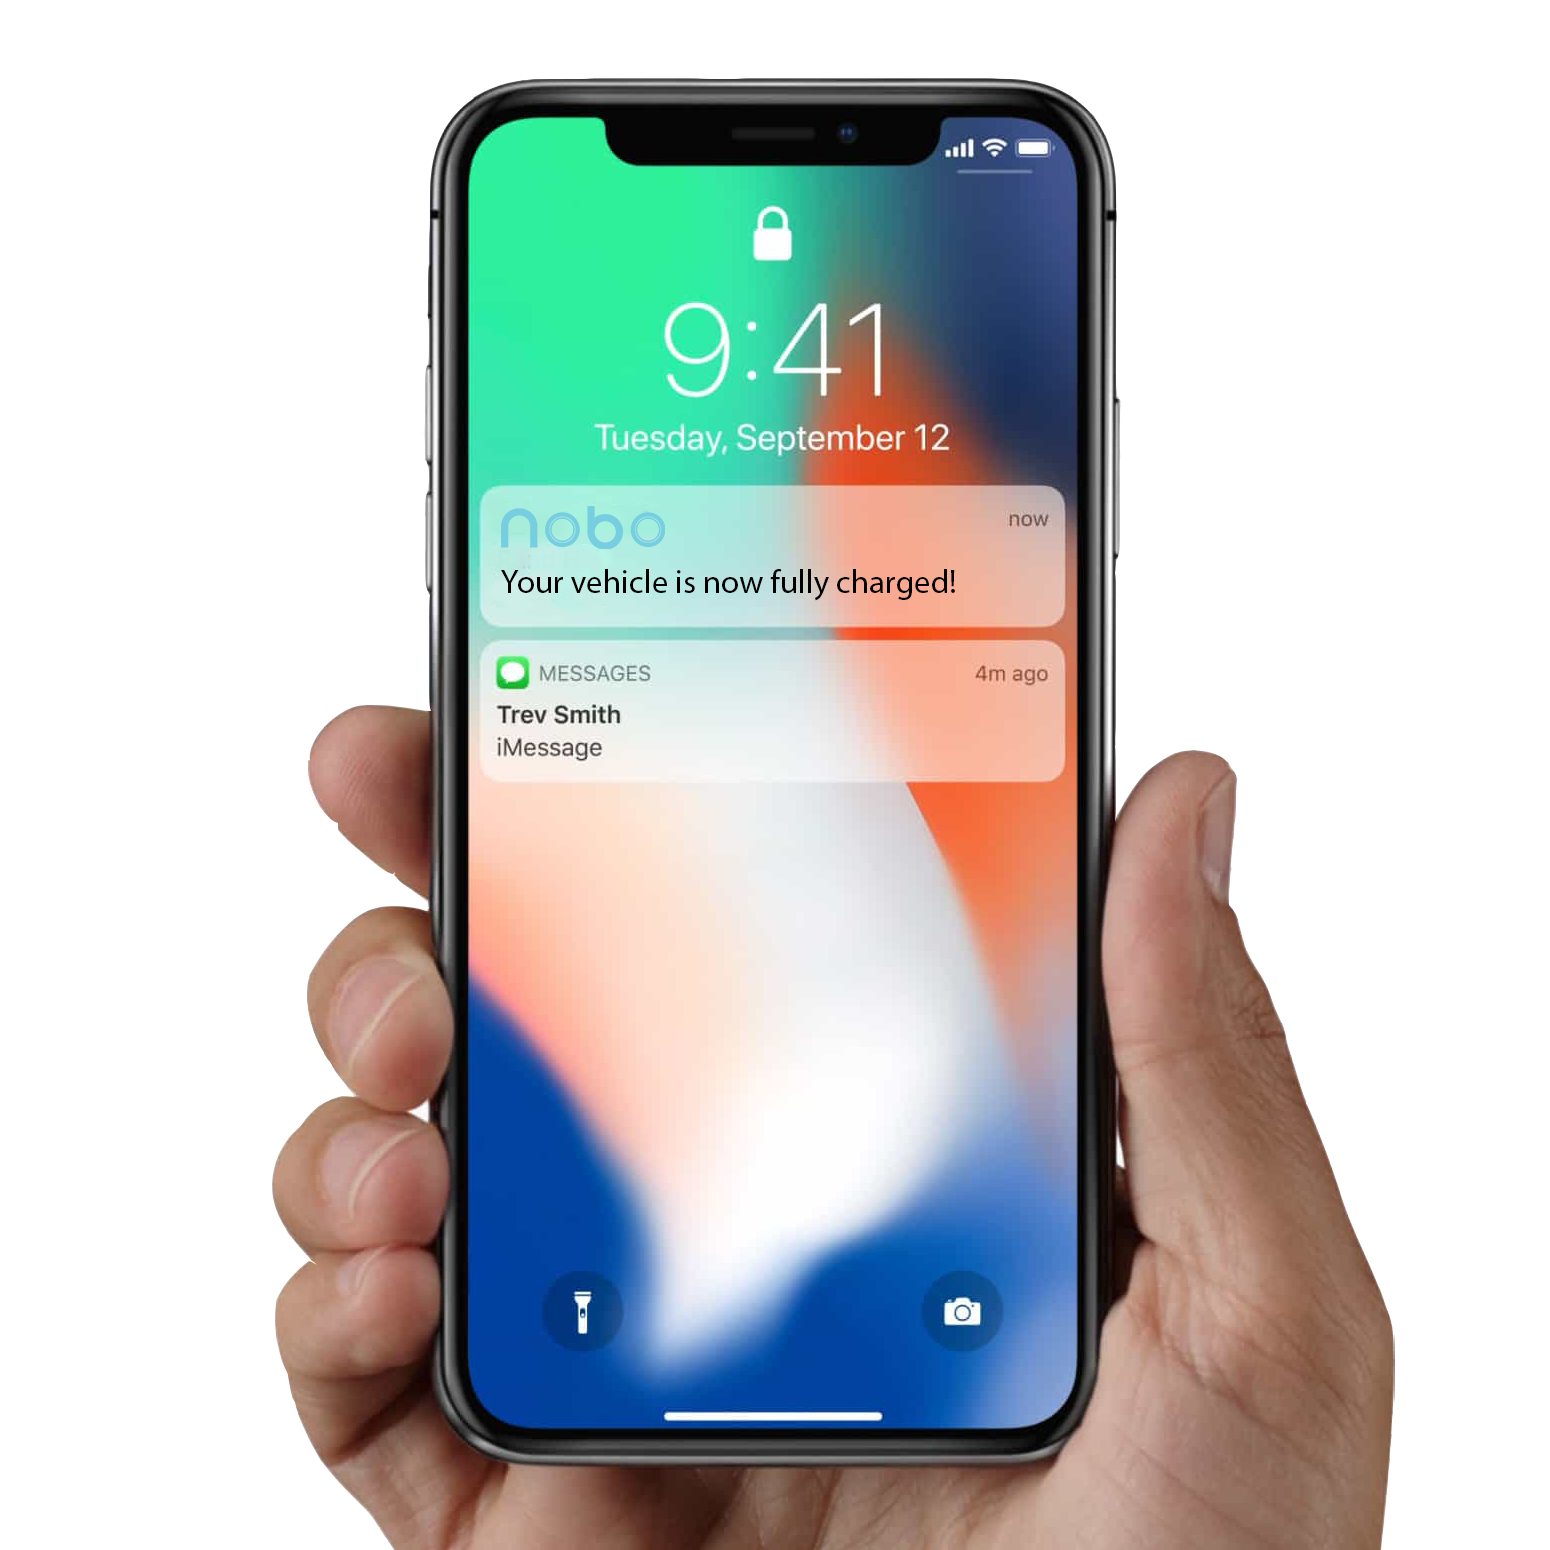 9:41
Tuesday, September 12
nobo
now
Your vehicle is now fully charged!
MESSAGES
4m ago
Trev Smith
iMessage